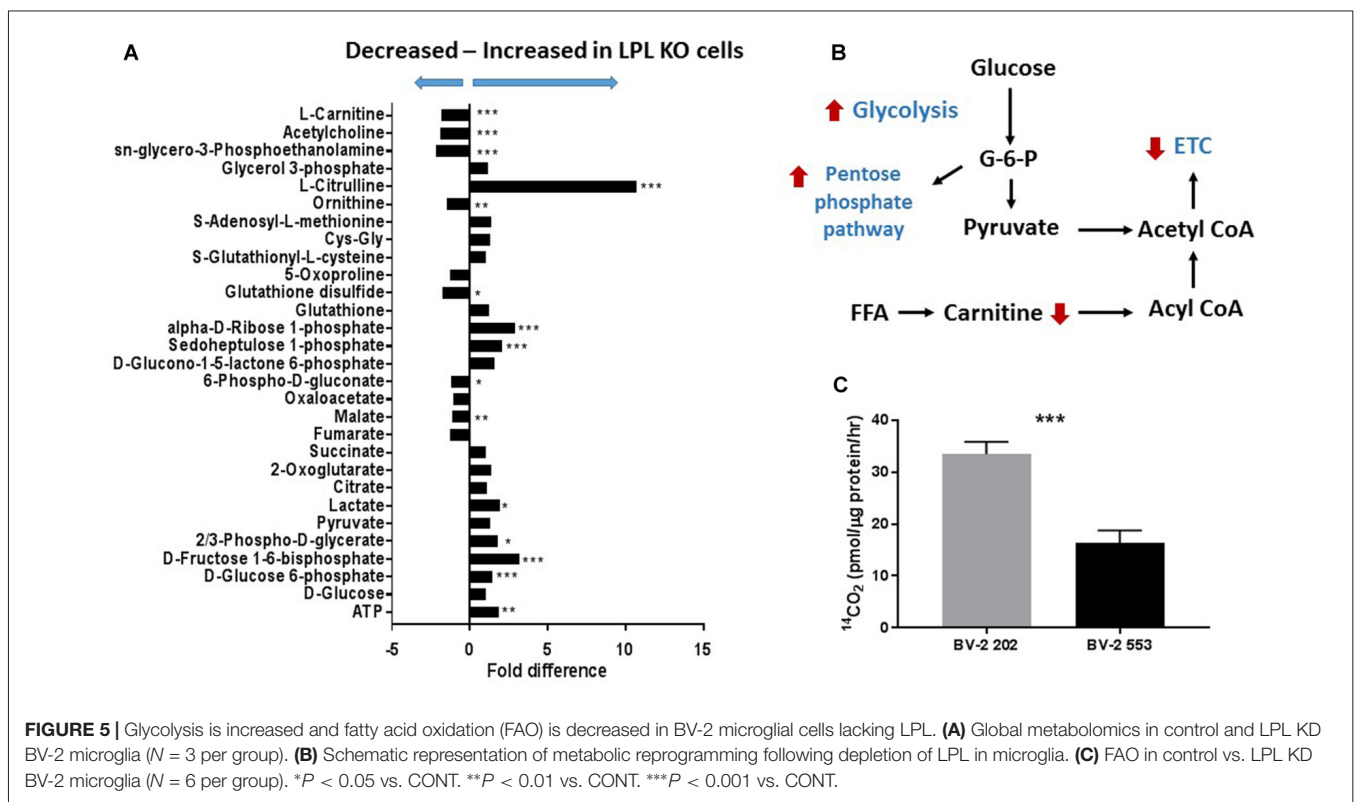 A
Decreased – Increased in LPL KO cells
L-Carnitine ***
Acetylcholine ***
sn-glycero-3-Phosphoethanolamine ***
Glycerol 3-phosphate
L-Citrulline ***
Ornithine **
S-Adenosyl-L-methionine
Cys-Gly
S-Glutathionyl-L-cysteine
5-Oxoproline
Glutathione disulfide *
Glutathione
alpha-D-Ribose 1-phosphate ***
Sedoheptulose 1-phosphate ***
D-Glucono-1-5-lactone 6-phosphate
6-Phospho-D-gluconate *
Oxaloacetate
Malate **
Fumarate
Succinate
2-Oxoglutarate
Citrate
Lactate *
Pyruvate
2/3-Phospho-D-glycerate *
D-Fructose 1-6-bisphosphate ***
D-Glucose 6-phosphate ***
D-Glucose
ATP **
-5 0 5 10 15
Fold difference
B
Glucose
Glycolysis
G-6-P
ETC
Pentose
phosphate
pathway
Pyruvate
Acetyl CoA
FFA
Carnitine
Acyl CoA
C
***
40
30
20
10
0
¹⁴CO₂ (pmol/µg protein/hr)
BV-2 202
BV-2 553
FIGURE 5 | Glycolysis is increased and fatty acid oxidation (FAO) is decreased in BV-2 microglial cells lacking LPL. (A) Global metabolomics in control and LPL KD
BV-2 microglia (N = 3 per group). (B) Schematic representation of metabolic reprogramming following depletion of LPL in microglia. (C) FAO in control vs. LPL KD
BV-2 microglia (N = 6 per group). *P < 0.05 vs. CONT. **P < 0.01 vs. CONT. ***P < 0.001 vs. CONT.